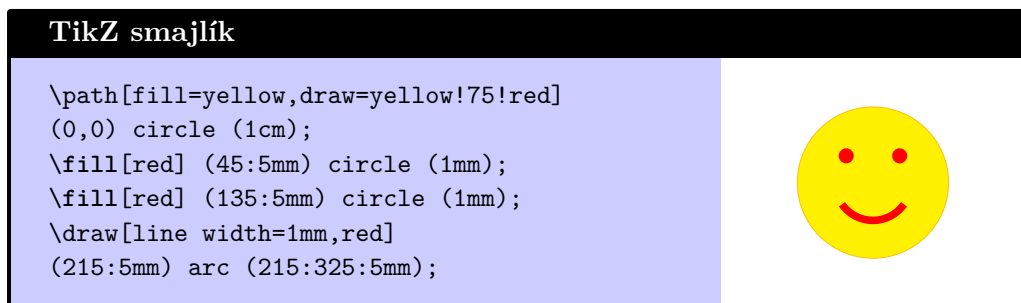 TikZ smajlík
\path[fill=yellow,draw=yellow!75!red]
(0,0) circle (1cm);
\fill[red] (45:5mm) circle (1mm);
\fill[red] (135:5mm) circle (1mm);
\draw[line width=1mm,red]
(215:5mm) arc (215:325:5mm);